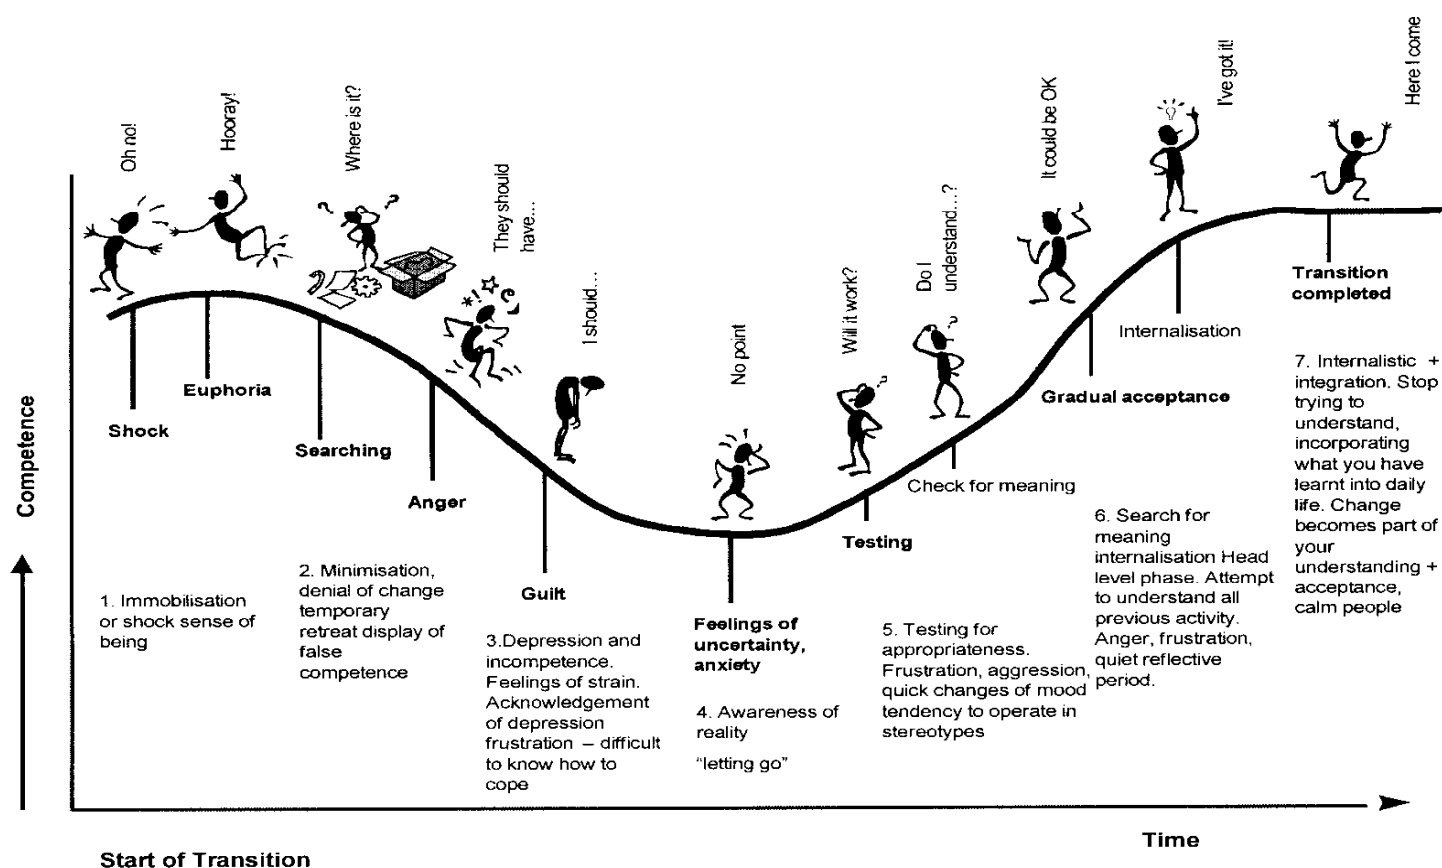 Oh no!
Hooray!
Where is it?
They should
have...
I should...
No point
Will it work?
Do I
understand...?
It could be OK
I've got it!
Here I come
Competence
Shock
Euphoria
Searching
Anger
Guilt
Feelings of
uncertainty,
anxiety
Testing
Check for meaning
Gradual acceptance
Internalisation
Transition
completed
1. Immobilisation
or shock sense of
being
2. Minimisation,
denial of change
temporary
retreat display of
false
competence
3.Depression and
incompetence.
Feelings of strain.
Acknowledgement
of depression
frustration – difficult
to know how to
cope
4. Awareness of
reality
"letting go"
5. Testing for
appropriateness.
Frustration, aggression,
quick changes of mood
tendency to operate in
stereotypes
6. Search for
meaning
internalisation Head
level phase. Attempt
to understand all
previous activity.
Anger, frustration,
quiet reflective
period.
7. Internalistic +
integration. Stop
trying to
understand,
incorporating
what you have
learnt into daily
life. Change
becomes part of
your
understanding +
acceptance,
calm people
Time
Start of Transition